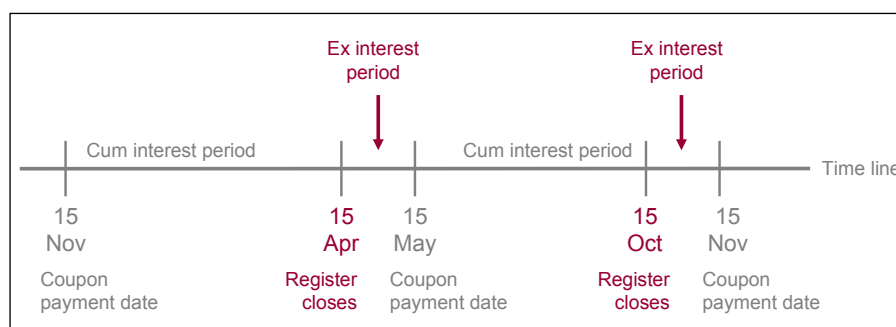 Ex interest
period
Ex interest
period
Cum interest period
Cum interest period
Time line
15
Nov
15
Apr
15
May
15
Oct
15
Nov
Coupon
payment date
Register
closes
Coupon
payment date
Register
closes
Coupon
payment date